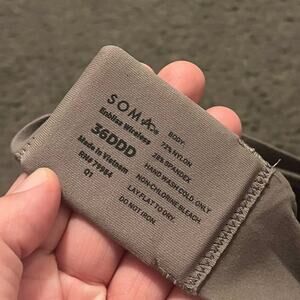 SOMA
Embliss Wireless
36DDD
Made in Vietnam
RN# 79984
01
BODY:
72% NYLON
28% SPANDEX
HAND WASH COLD ONLY
NON-CHLORINE BLEACH.
LAY FLAT TO DRY.
DO NOT IRON.